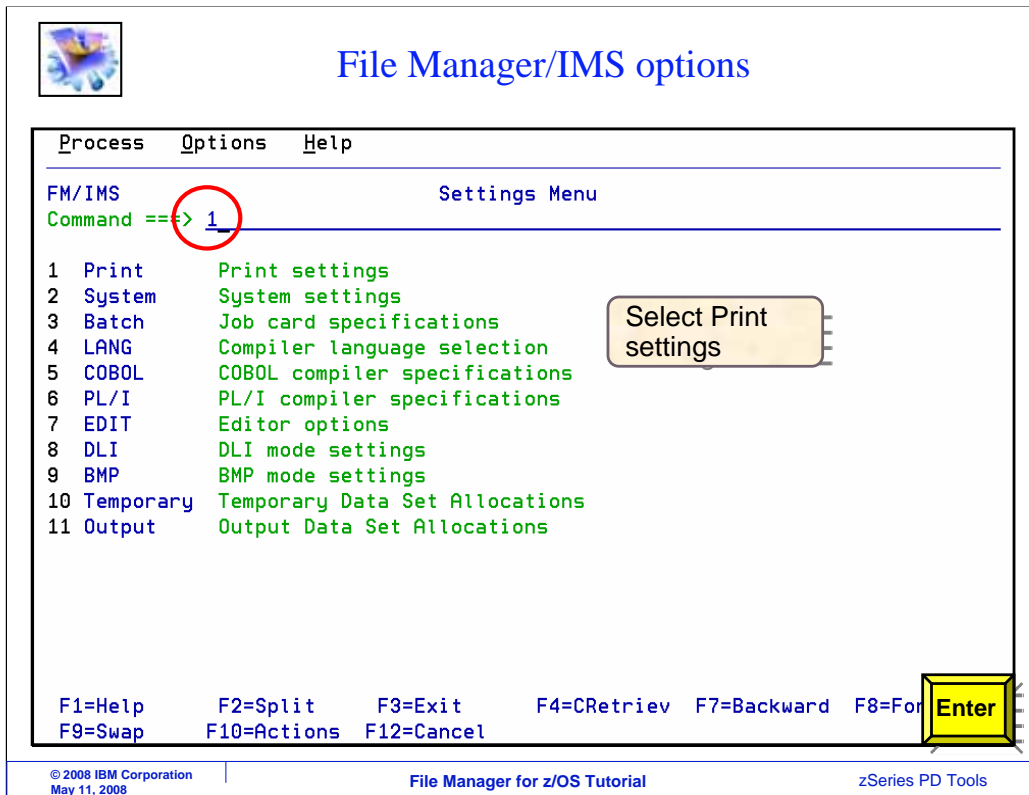 File Manager/IMS options
Process Options Help
FM/IMS Settings Menu
Command ===> 1_
1 Print Print settings
2 System System settings
3 Batch Job card specifications
4 LANG Compiler language selection
5 COBOL COBOL compiler specifications
6 PL/I PL/I compiler specifications
7 EDIT Editor options
8 DLI DLI mode settings
9 BMP BMP mode settings
10 Temporary Temporary Data Set Allocations
11 Output Output Data Set Allocations
Select Print
settings
F1=Help F2=Split F3=Exit F4=CRetriev F7=Backward F8=For
F9=Swap F10=Actions F12=Cancel
Enter
© 2008 IBM Corporation
May 11, 2008
File Manager for z/OS Tutorial
zSeries PD Tools